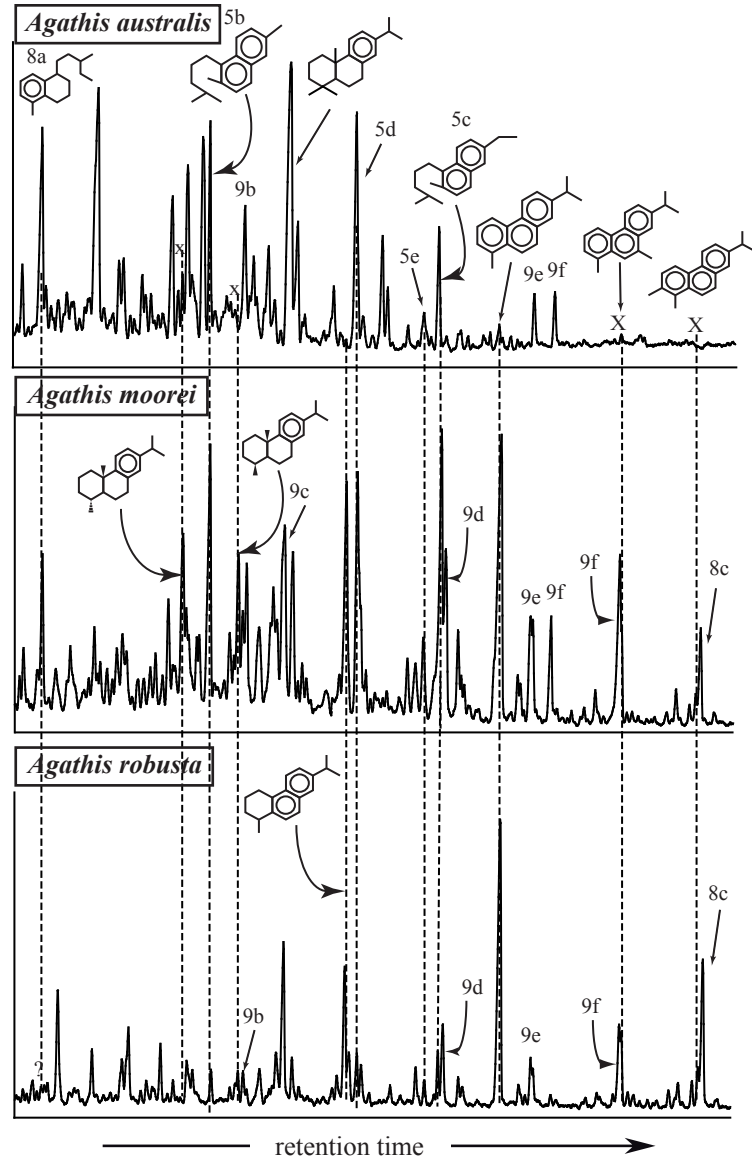 Agathis australis
8a
5b
9b
x
x
5d
5c
5e
9e
9f
X
X
Agathis moorei
9c
9d
9e
9f
9f
8c
Agathis robusta
?
9b
9d
9e
9f
8c
retention time